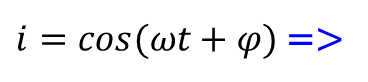 i = cos(ωt + φ) =>